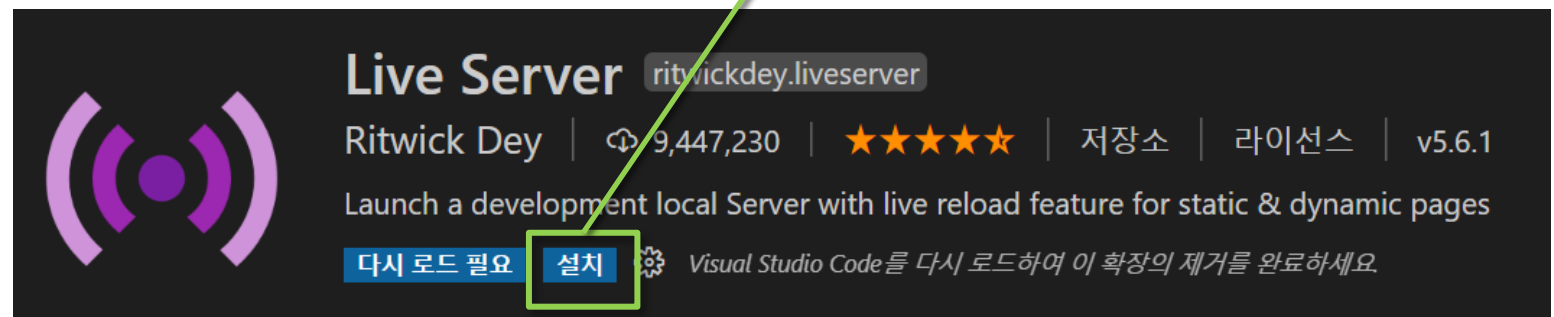 Live Server ritwickdey.liveserver
Ritwick Dey 9,447,230 저장소 라이선스 v5.6.1
Launch a development local Server with live reload feature for static & dynamic pages
다시 로드 필요 설치 Visual Studio Code를 다시 로드하여 이 확장의 제거를 완료하세요.